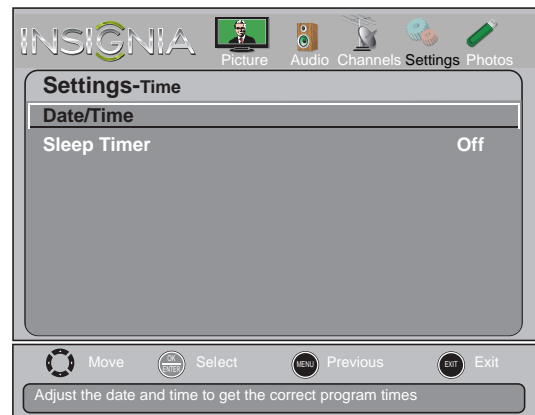 INSIGNIA
Picture Audio Channels Settings Photos
Settings-Time
Date/Time
Sleep Timer Off
Move OK ENTER Select MENU Previous EXIT Exit
Adjust the date and time to get the correct program times